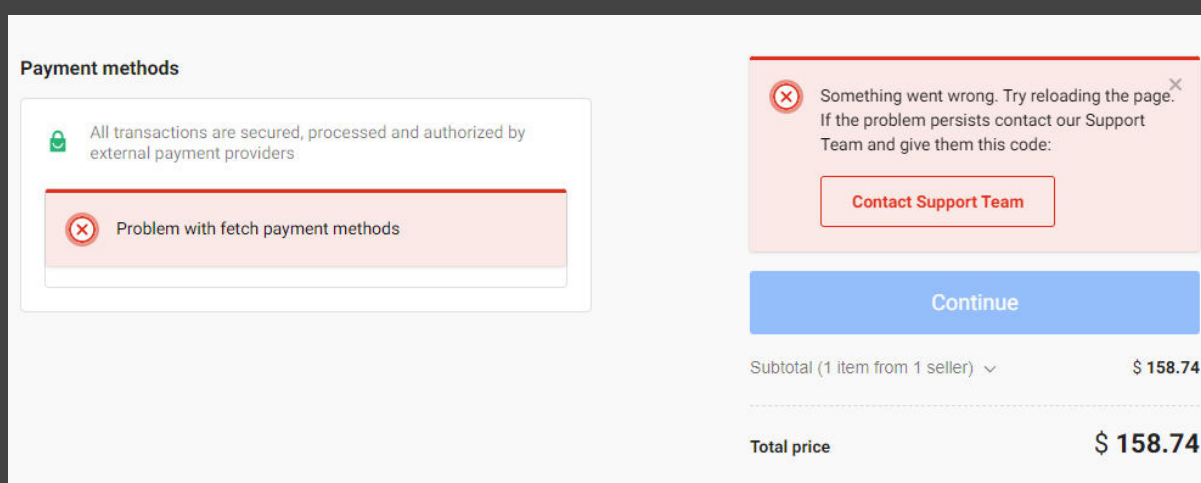 Payment methods
All transactions are secured, processed and authorized by
external payment providers
Problem with fetch payment methods
Something went wrong. Try reloading the page.
If the problem persists contact our Support
Team and give them this code:
Contact Support Team
Continue
Subtotal (1 item from 1 seller)
$ 158.74
Total price
$ 158.74